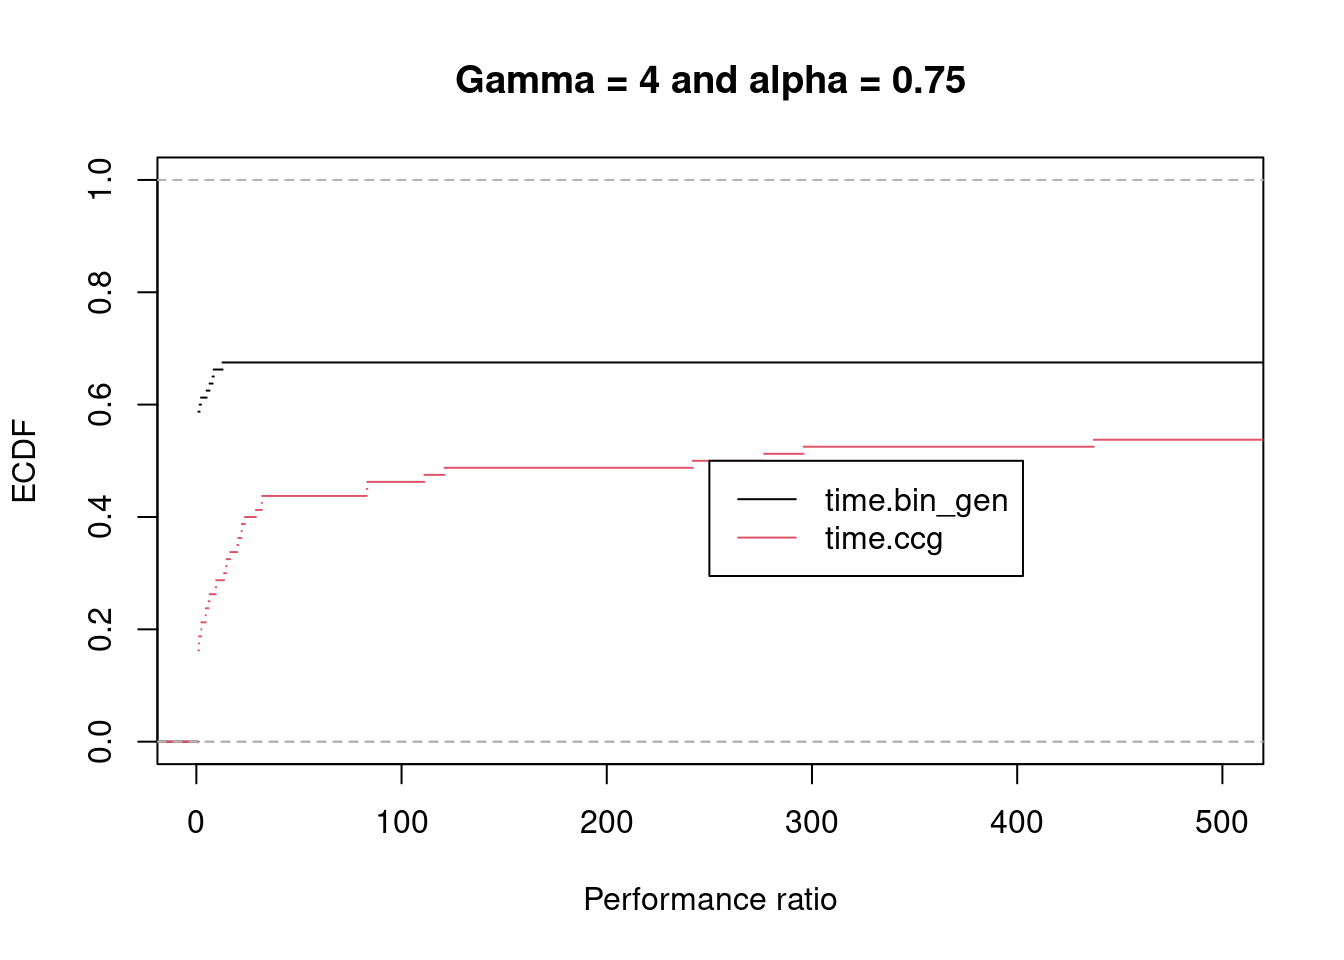 Gamma = 4 and alpha = 0.75
ECDF
1.0
0.8
0.6
0.4
0.2
0.0
time.bin_gen
time.ccg
0 100 200 300 400 500
Performance ratio